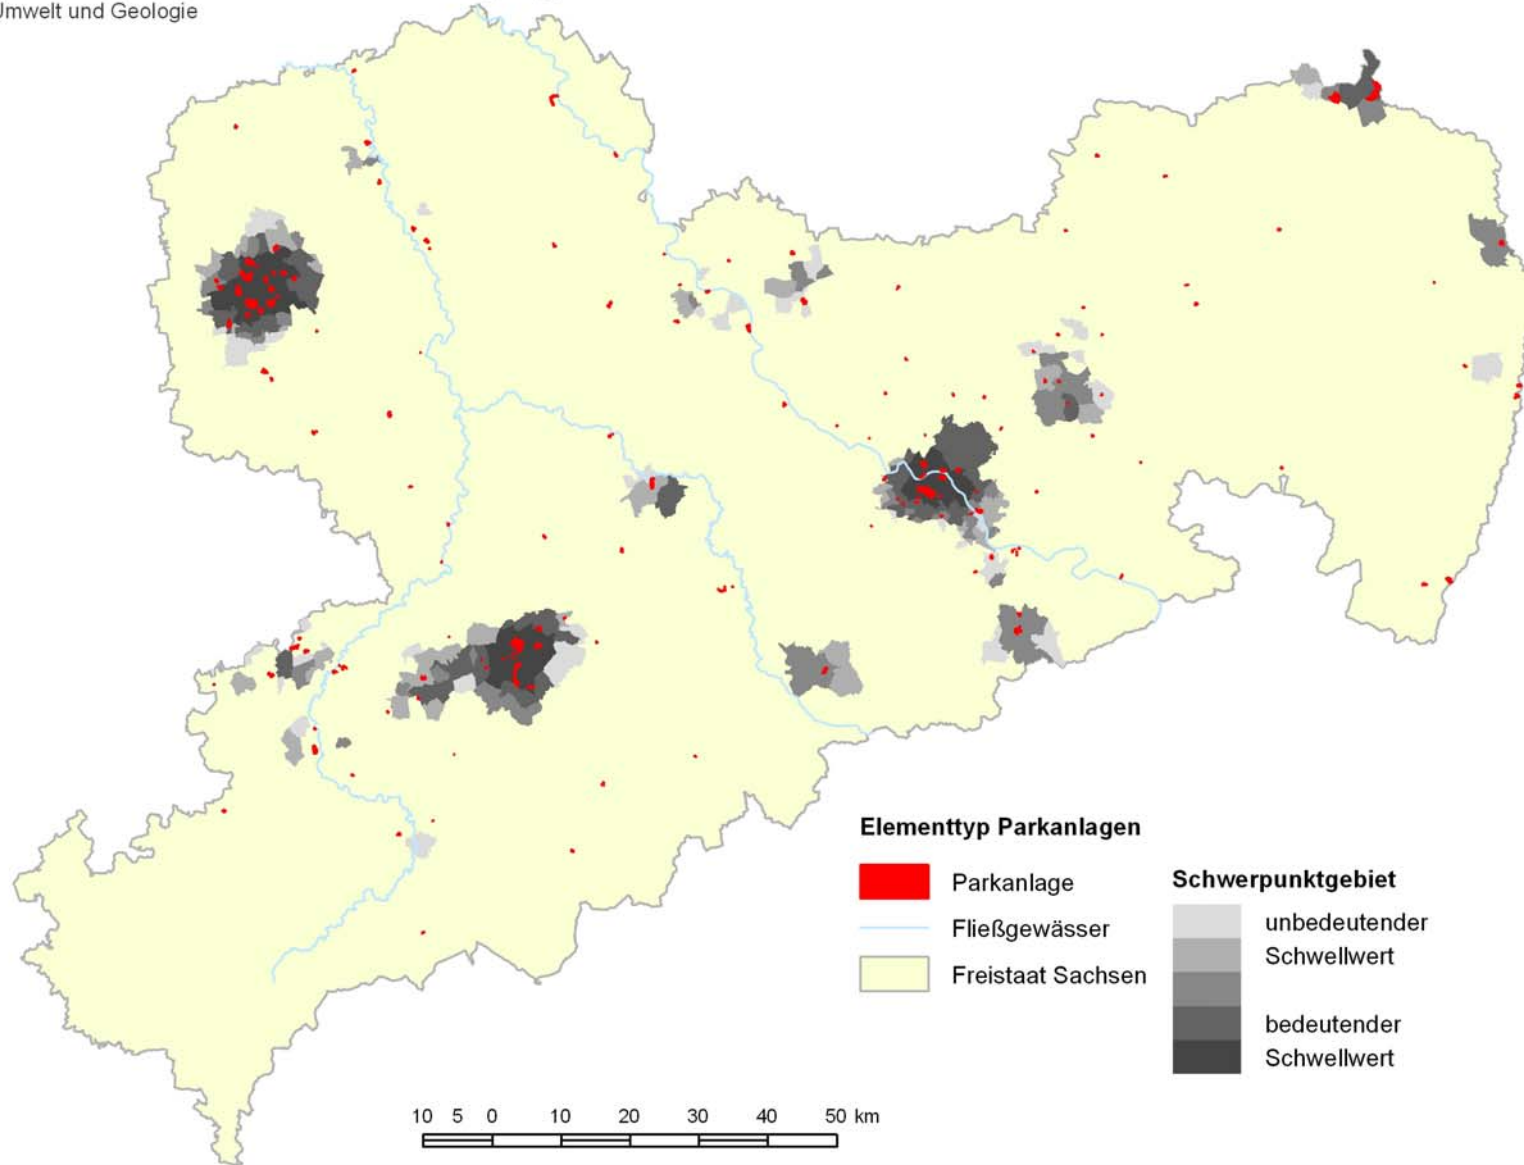 Umwelt und Geologie
Elementtyp Parkanlagen
Parkanlage
Fließgewässer
Freistaat Sachsen
Schwerpunktgebiet
unbedeutender
Schwellwert
bedeutender
Schwellwert
10 5 0 10 20 30 40 50 km